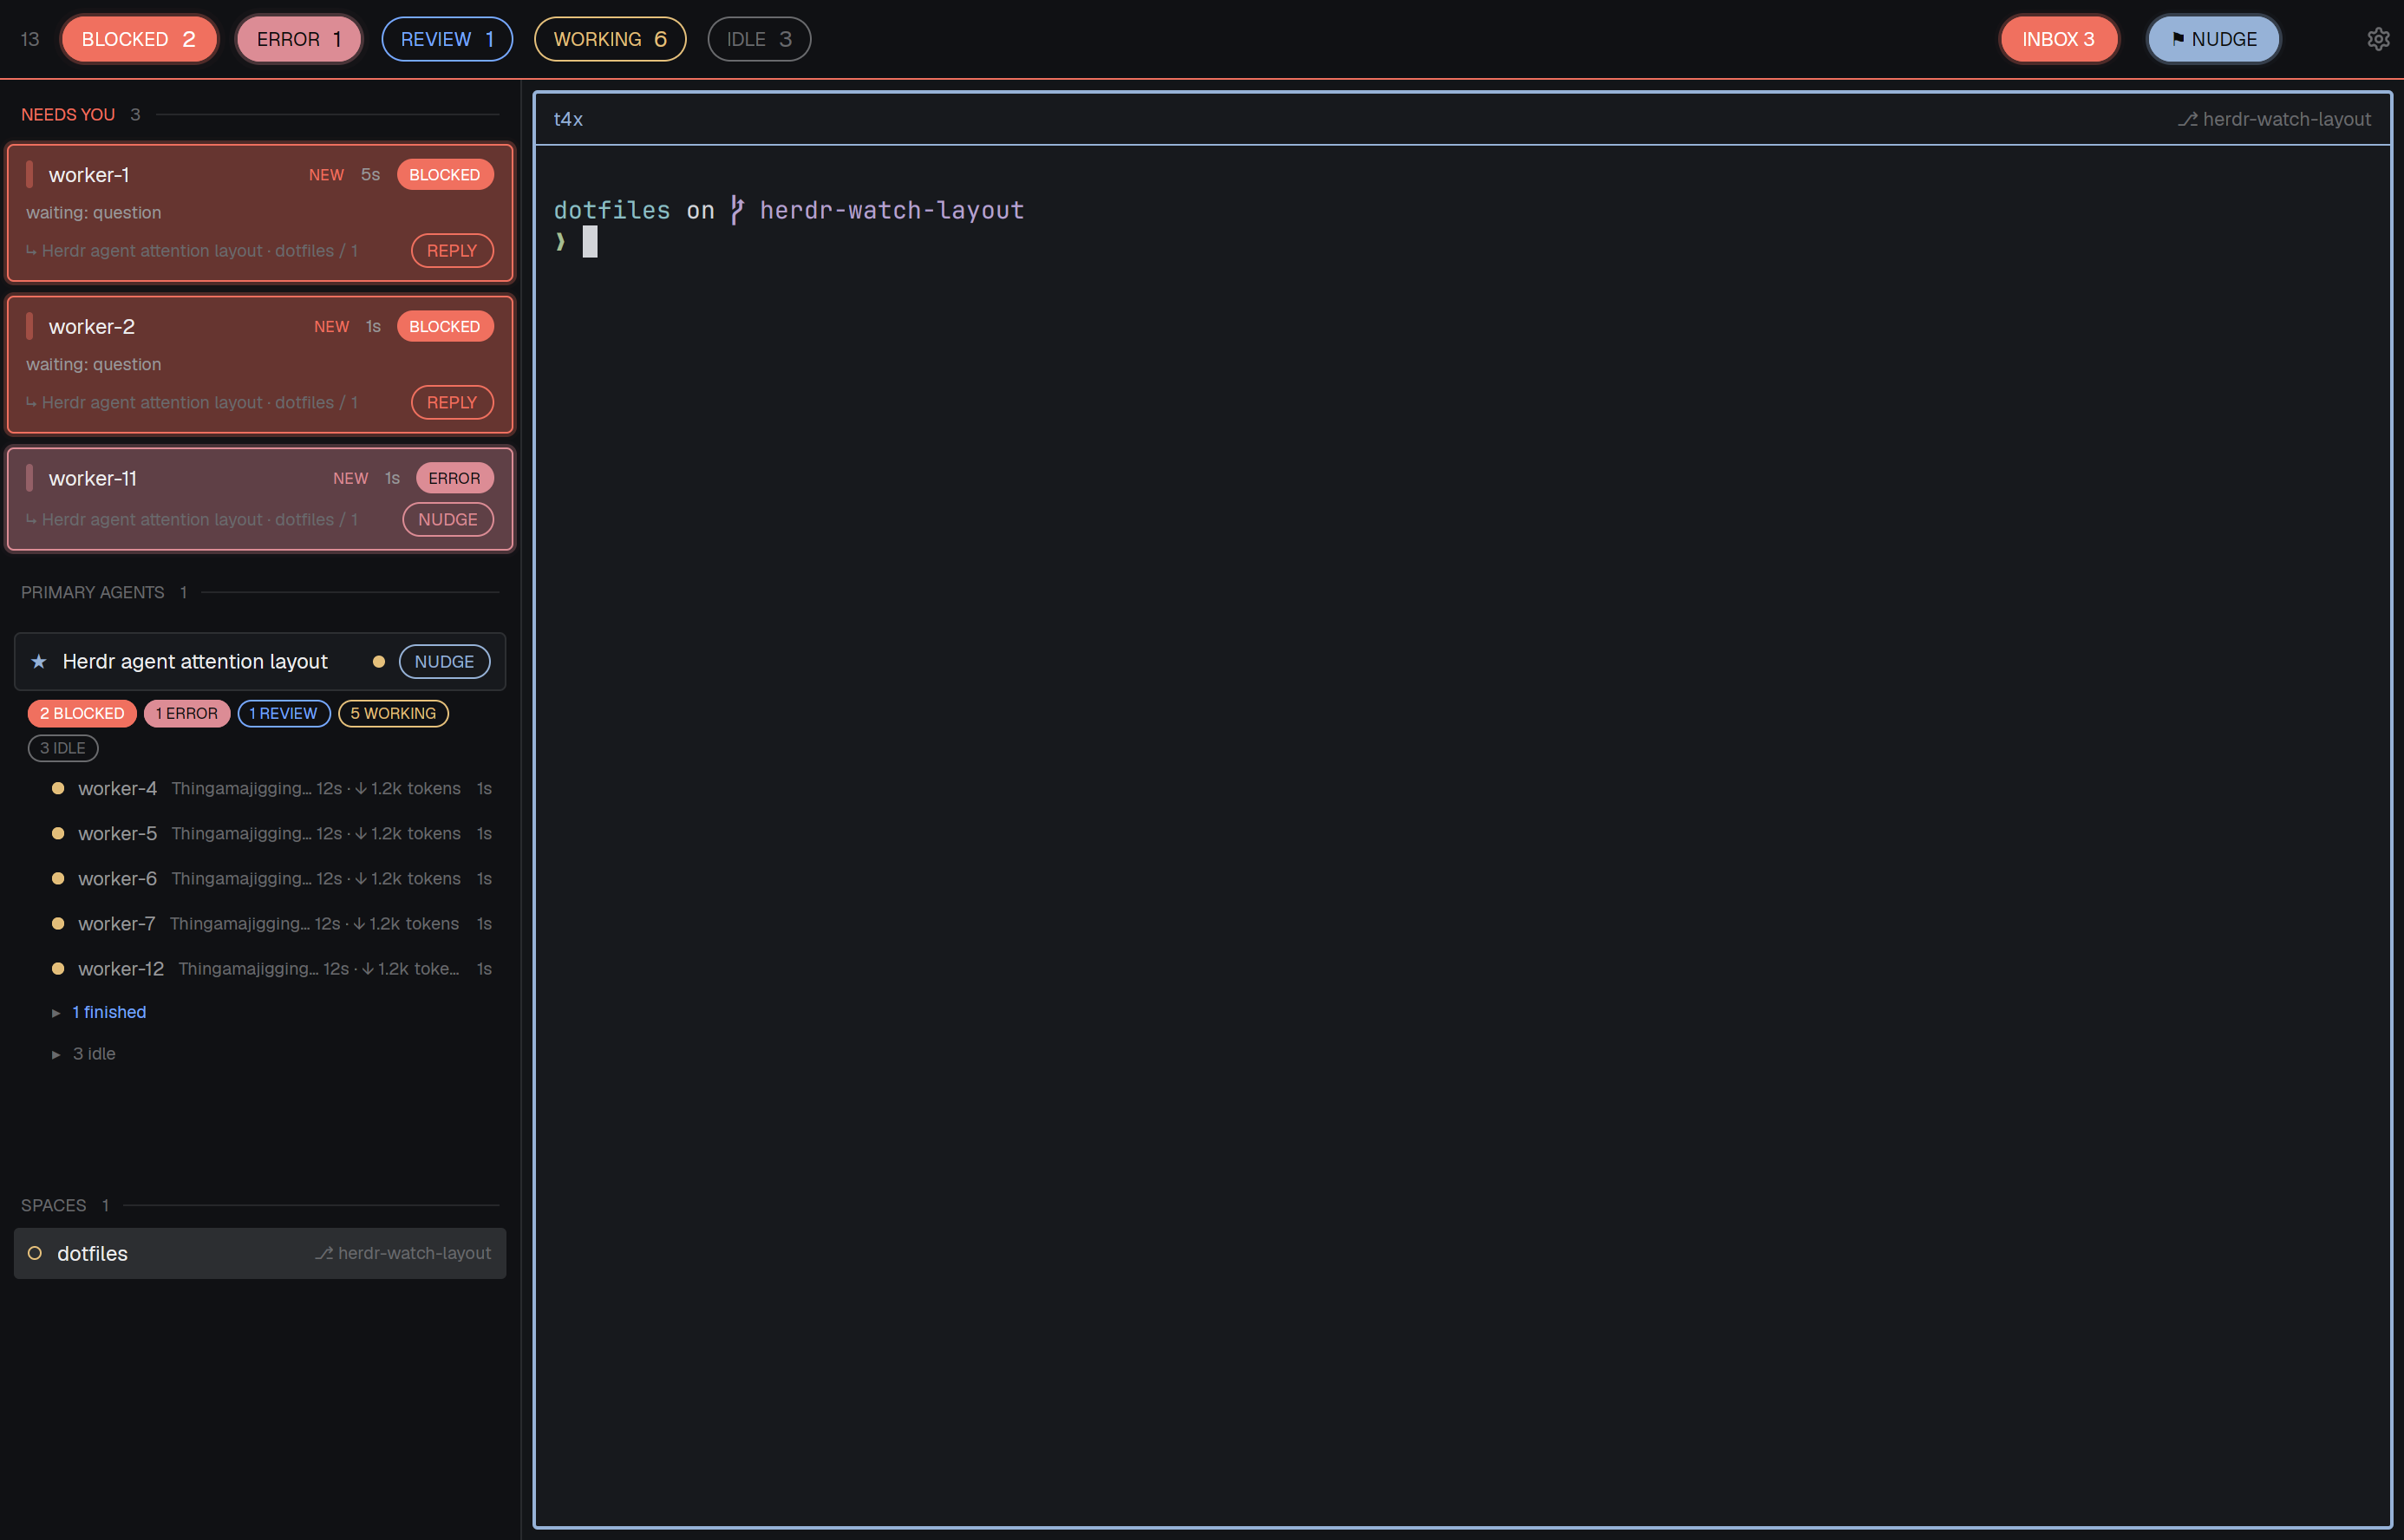 13 BLOCKED 2 ERROR 1 REVIEW 1 WORKING 6 IDLE 3 INBOX 3 ⚑ NUDGE
NEEDS YOU 3
worker-1 NEW 5s BLOCKED
waiting: question
↳ Herdr agent attention layout · dotfiles / 1 REPLY
worker-2 NEW 1s BLOCKED
waiting: question
↳ Herdr agent attention layout · dotfiles / 1 REPLY
worker-11 NEW 1s ERROR
↳ Herdr agent attention layout · dotfiles / 1 NUDGE
PRIMARY AGENTS 1
★ Herdr agent attention layout NUDGE
2 BLOCKED 1 ERROR 1 REVIEW 5 WORKING
3 IDLE
worker-4 Thingamajigging… 12s · ↓ 1.2k tokens 1s
worker-5 Thingamajigging… 12s · ↓ 1.2k tokens 1s
worker-6 Thingamajigging… 12s · ↓ 1.2k tokens 1s
worker-7 Thingamajigging… 12s · ↓ 1.2k tokens 1s
worker-12 Thingamajigging… 12s · ↓ 1.2k toke… 1s
▸ 1 finished
▸ 3 idle
SPACES 1
dotfiles ⎇ herdr-watch-layout
t4x ⎇ herdr-watch-layout
dotfiles on herdr-watch-layout
❯